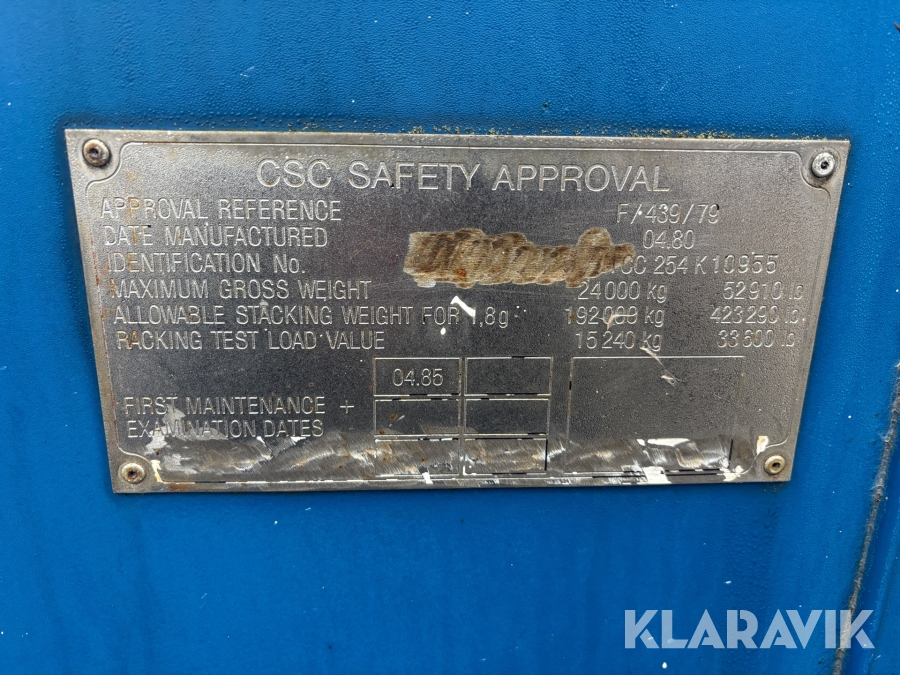 CSC SAFETY APPROVAL
APPROVAL REFERENCE F/439/79
DATE MANUFACTURED 04.80
IDENTIFICATION No. CC 254 K 10955
MAXIMUM GROSS WEIGHT 24000 kg 52910 lb
ALLOWABLE STACKING WEIGHT FOR 1,8g 192000 kg 423290 lb.
RACKING TEST LOAD VALUE 15240 kg 33600 lb
04.85
FIRST MAINTENANCE +
EXAMINATION DATES
KLARAVIK